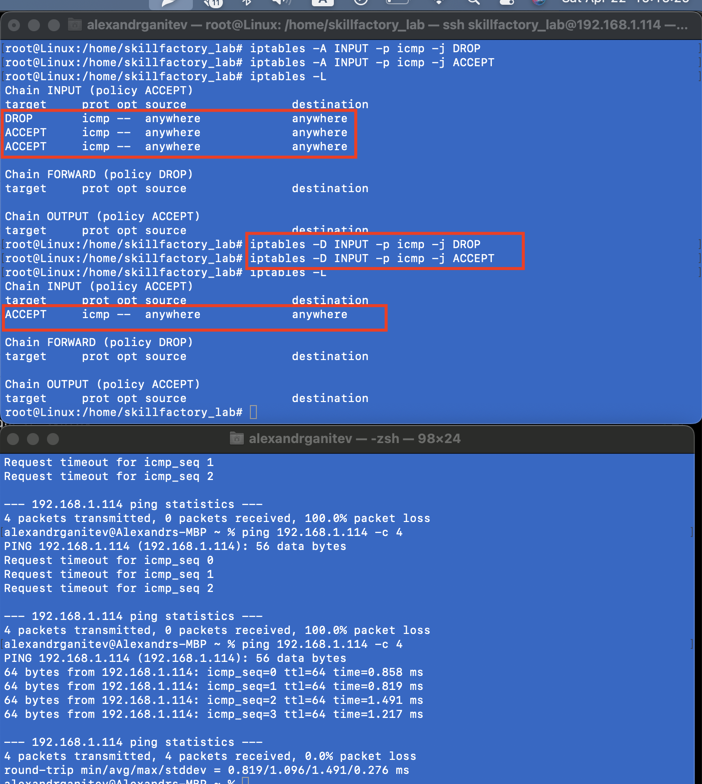 alexandrganitev — root@Linux: /home/skillfactory_lab — ssh skillfactory_lab@192.168.1.114 —...
root@Linux:/home/skillfactory_lab# iptables -A INPUT -p icmp -j DROP
root@Linux:/home/skillfactory_lab# iptables -A INPUT -p icmp -j ACCEPT
root@Linux:/home/skillfactory_lab# iptables -L
Chain INPUT (policy ACCEPT)
target prot opt source destination
DROP icmp -- anywhere anywhere
ACCEPT icmp -- anywhere anywhere
ACCEPT icmp -- anywhere anywhere
Chain FORWARD (policy DROP)
target prot opt source destination
Chain OUTPUT (policy ACCEPT)
target prot opt source destination
root@Linux:/home/skillfactory_lab# iptables -D INPUT -p icmp -j DROP
root@Linux:/home/skillfactory_lab# iptables -D INPUT -p icmp -j ACCEPT
root@Linux:/home/skillfactory_lab# iptables -L
Chain INPUT (policy ACCEPT)
target prot opt source destination
ACCEPT icmp -- anywhere anywhere
Chain FORWARD (policy DROP)
target prot opt source destination
Chain OUTPUT (policy ACCEPT)
target prot opt source destination
root@Linux:/home/skillfactory_lab#
alexandrganitev — -zsh — 98×24
Request timeout for icmp_seq 1
Request timeout for icmp_seq 2
--- 192.168.1.114 ping statistics ---
4 packets transmitted, 0 packets received, 100.0% packet loss
alexandrganitev@Alexandrs-MBP ~ % ping 192.168.1.114 -c 4
PING 192.168.1.114 (192.168.1.114): 56 data bytes
Request timeout for icmp_seq 0
Request timeout for icmp_seq 1
Request timeout for icmp_seq 2
--- 192.168.1.114 ping statistics ---
4 packets transmitted, 0 packets received, 100.0% packet loss
alexandrganitev@Alexandrs-MBP ~ % ping 192.168.1.114 -c 4
PING 192.168.1.114 (192.168.1.114): 56 data bytes
64 bytes from 192.168.1.114: icmp_seq=0 ttl=64 time=0.858 ms
64 bytes from 192.168.1.114: icmp_seq=1 ttl=64 time=0.819 ms
64 bytes from 192.168.1.114: icmp_seq=2 ttl=64 time=1.491 ms
64 bytes from 192.168.1.114: icmp_seq=3 ttl=64 time=1.217 ms
--- 192.168.1.114 ping statistics ---
4 packets transmitted, 4 packets received, 0.0% packet loss
round-trip min/avg/max/stddev = 0.819/1.096/1.491/0.276 ms
alexandrganitev@Alexandrs-MBP ~ %